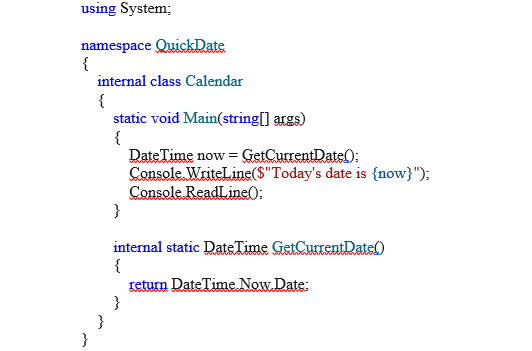 using System;
namespace QuickDate
{
internal class Calendar
{
static void Main(string[] args)
{
DateTime now = GetCurrentDate();
Console.WriteLine($"Today's date is {now}");
Console.ReadLine();
}
internal static DateTime GetCurrentDate()
{
return DateTime.Now.Date;
}
}
}